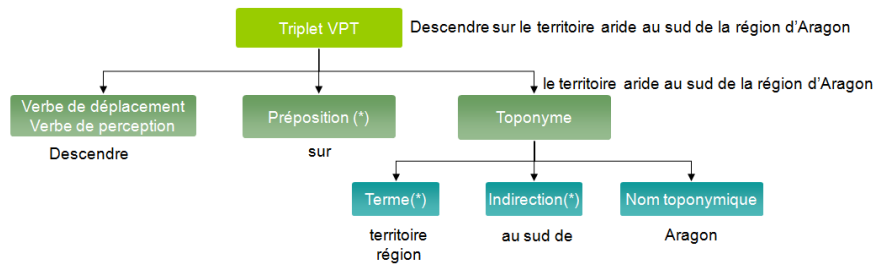 Triplet VPT
Descendre sur le territoire aride au sud de la région d'Aragon
le territoire aride au sud de la région d'Aragon
Verbe de déplacement
Verbe de perception
Préposition (*)
Toponyme
Descendre
sur
Terme(*)
Indirection(*)
Nom toponymique
territoire
région
au sud de
Aragon